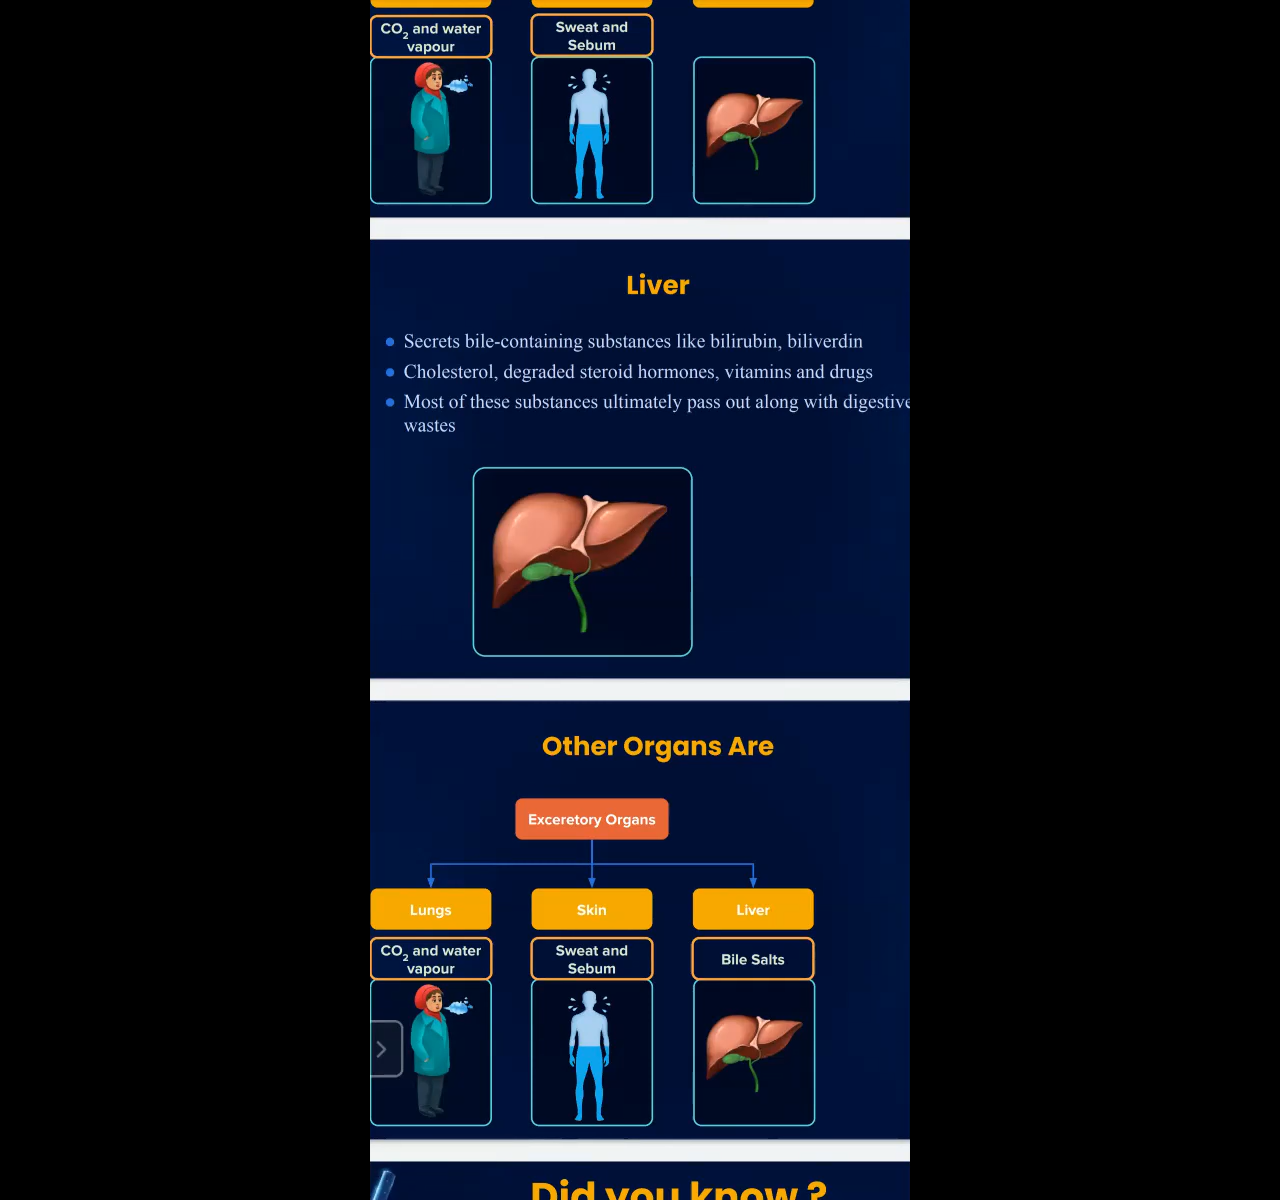 CO2 and water
vapour
Sweat and
Sebum
Liver
Secrets bile-containing substances like bilirubin, biliverdin
Cholesterol, degraded steroid hormones, vitamins and drugs
Most of these substances ultimately pass out along with digestive
wastes
Other Organs Are
Exceretory Organs
Lungs
Skin
Liver
CO2 and water
vapour
Sweat and
Sebum
Bile Salts
Did you know ?